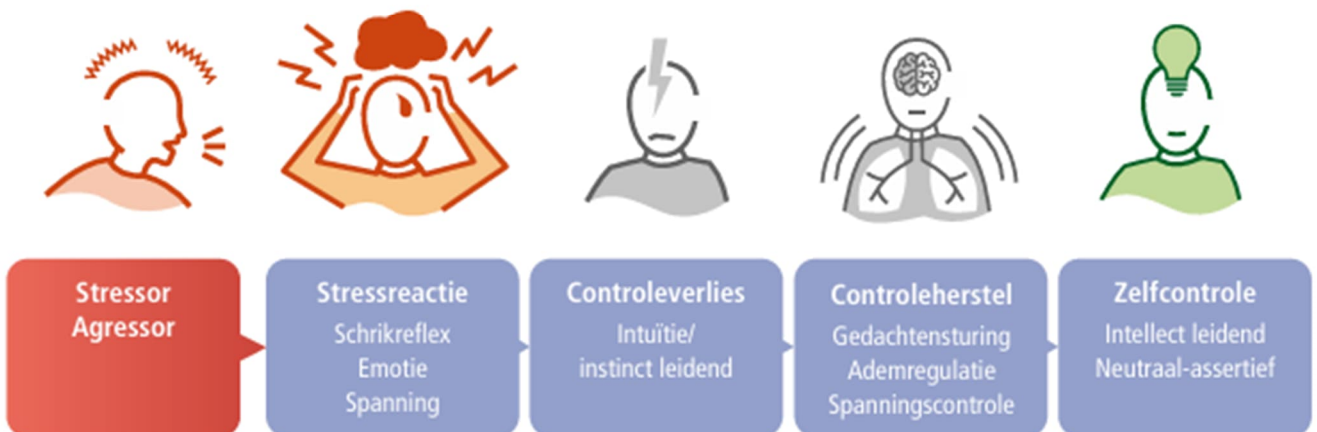 Stressor
Agressor
Stressreactie
Schrikreflex
Emotie
Spanning
Controleverlies
Intuïtie/
instinct leidend
Controleherstel
Gedachtensturing
Ademregulatie
Spanningscontrole
Zelfcontrole
Intellect leidend
Neutraal-assertief